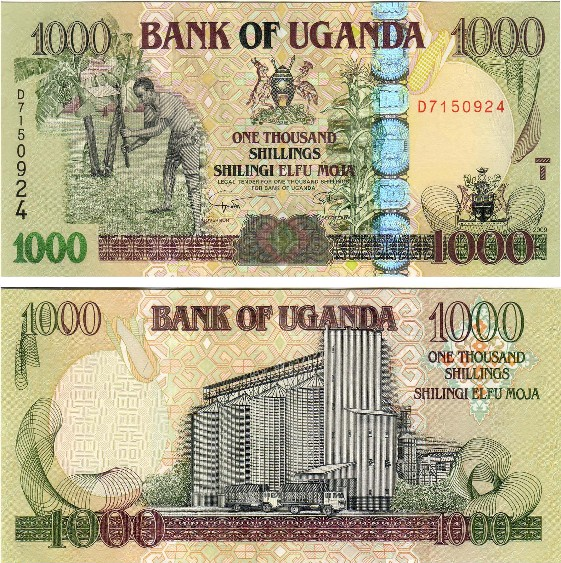 1000
BANK OF UGANDA
1000
D7150924
D7150924
ONE THOUSAND
SHILLINGS
SHILINGI ELFU MOJA
LEGAL TENDER FOR ONE THOUSAND SHILLINGS
FOR BANK OF UGANDA
1000
1000
1000
BANK OF UGANDA
1000
ONE THOUSAND
SHILLINGS
SHILINGI ELFU MOJA
1000
1000